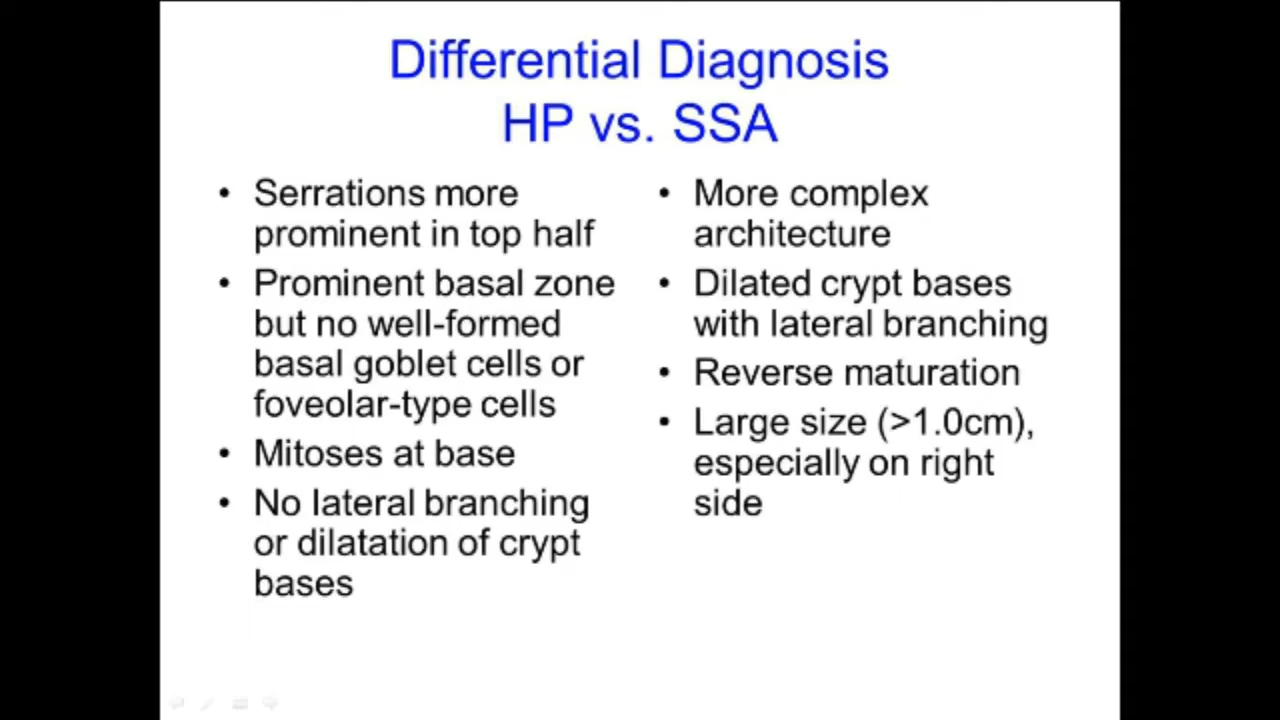 Differential Diagnosis
HP vs. SSA
• Serrations more
prominent in top half
• Prominent basal zone
but no well-formed
basal goblet cells or
foveolar-type cells
• Mitoses at base
• No lateral branching
or dilatation of crypt
bases
• More complex
architecture
• Dilated crypt bases
with lateral branching
• Reverse maturation
• Large size (>1.0cm),
especially on right
side